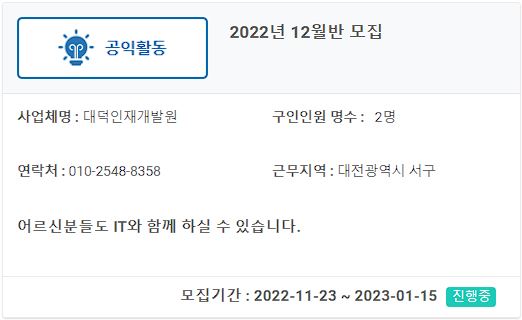 공익활동
2022년 12월반 모집
사업체명 : 대덕인재개발원
구인인원 명수 : 2명
연락처 : 010-2548-8358
근무지역 : 대전광역시 서구
어르신분들도 IT와 함께 하실 수 있습니다.
모집기간 : 2022-11-23 ~ 2023-01-15 진행중